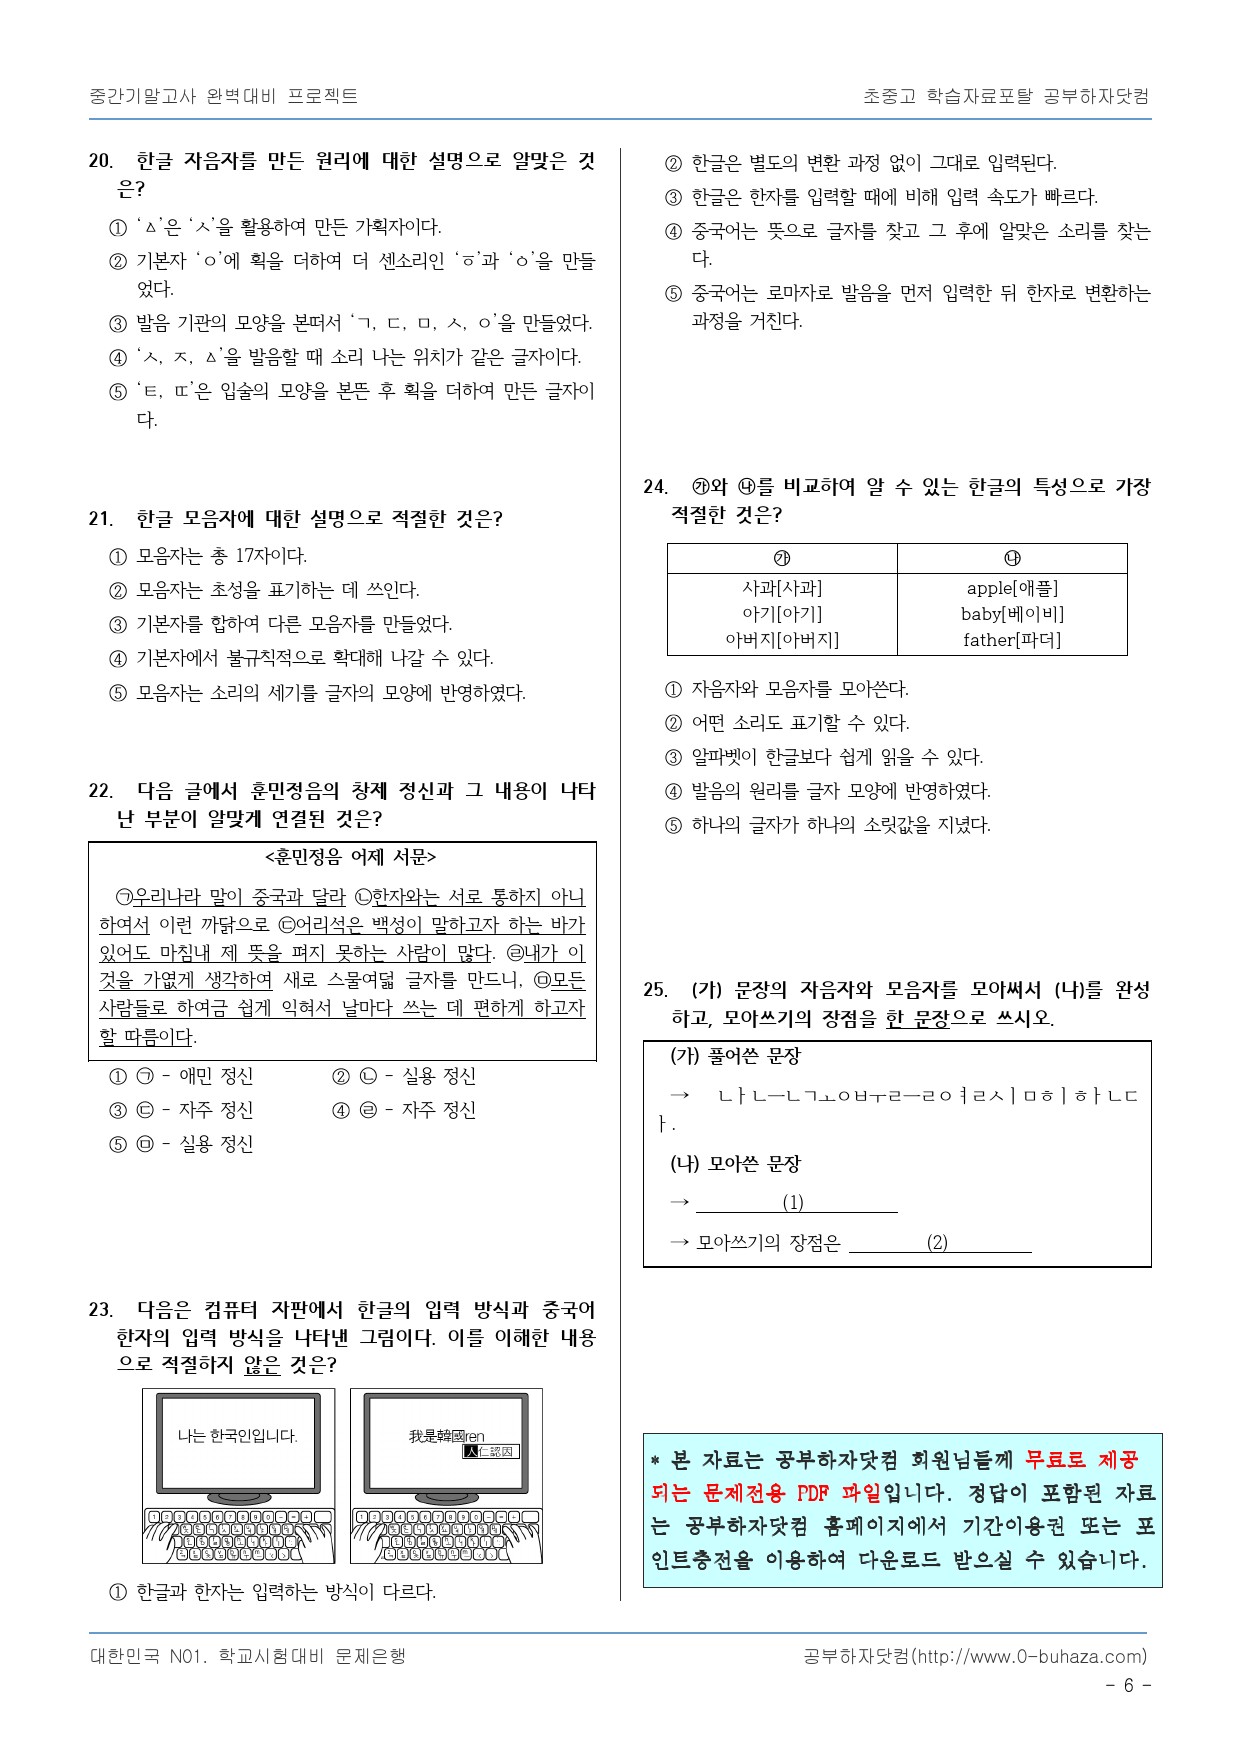 중간기말고사 완벽대비 프로젝트
초중고 학습자료포탈 공부하자닷컴
20. 한글 자음자를 만든 원리에 대한 설명으로 알맞은 것
은?
① ‘ㅿ’은 ‘ㅅ’을 활용하여 만든 가획자이다.
② 기본자 ‘ㅇ’에 획을 더하여 더 센소리인 ‘ㆆ’과 ‘ㆁ’을 만들
었다.
③ 발음 기관의 모양을 본떠서 ‘ㄱ, ㄷ, ㅁ, ㅅ, ㅇ’을 만들었다.
④ ‘ㅅ, ㅈ, ㅿ’을 발음할 때 소리 나는 위치가 같은 글자이다.
⑤ ‘ㅌ, ㄸ’은 입술의 모양을 본뜬 후 획을 더하여 만든 글자이
다.
21. 한글 모음자에 대한 설명으로 적절한 것은?
① 모음자는 총 17자이다.
② 모음자는 초성을 표기하는 데 쓰인다.
③ 기본자를 합하여 다른 모음자를 만들었다.
④ 기본자에서 불규칙적으로 확대해 나갈 수 있다.
⑤ 모음자는 소리의 세기를 글자의 모양에 반영하였다.
22. 다음 글에서 훈민정음의 창제 정신과 그 내용이 나타
난 부분이 알맞게 연결된 것은?
<훈민정음 어제 서문>
㉠우리나라 말이 중국과 달라 ㉡한자와는 서로 통하지 아니
하여서 이런 까닭으로 ㉢어리석은 백성이 말하고자 하는 바가
있어도 마침내 제 뜻을 펴지 못하는 사람이 많다. ㉣내가 이
것을 가엾게 생각하여 새로 스물여덟 글자를 만드니, ㉤모든
사람들로 하여금 쉽게 익혀서 날마다 쓰는 데 편하게 하고자
할 따름이다.
① ㉠ - 애민 정신 ② ㉡ - 실용 정신
③ ㉢ - 자주 정신 ④ ㉣ - 자주 정신
⑤ ㉤ - 실용 정신
23. 다음은 컴퓨터 자판에서 한글의 입력 방식과 중국어
한자의 입력 방식을 나타낸 그림이다. 이를 이해한 내용
으로 적절하지 않은 것은?
나는 한국인입니다.
我是韓國ren
人仁認因
① 한글과 한자는 입력하는 방식이 다르다.
② 한글은 별도의 변환 과정 없이 그대로 입력된다.
③ 한글은 한자를 입력할 때에 비해 입력 속도가 빠르다.
④ 중국어는 뜻으로 글자를 찾고 그 후에 알맞은 소리를 찾는
다.
⑤ 중국어는 로마자로 발음을 먼저 입력한 뒤 한자로 변환하는
과정을 거친다.
24. ㉮와 ㉯를 비교하여 알 수 있는 한글의 특성으로 가장
적절한 것은?
㉮ ㉯
사과[사과] apple[애플]
아기[아기] baby[베이비]
아버지[아버지] father[파더]
① 자음자와 모음자를 모아쓴다.
② 어떤 소리도 표기할 수 있다.
③ 알파벳이 한글보다 쉽게 읽을 수 있다.
④ 발음의 원리를 글자 모양에 반영하였다.
⑤ 하나의 글자가 하나의 소릿값을 지녔다.
25. (가) 문장의 자음자와 모음자를 모아써서 (나)를 완성
하고, 모아쓰기의 장점을 한 문장으로 쓰시오.
(가) 풀어쓴 문장
→ ㄴㅏㄴㅡㄴㄱㅗㅇㅂㅜㄹㅡㄹㅇㅕㄹㅅㅣㅁㅎㅣㅎㅏㄴㄷ
ㅏ.
(나) 모아쓴 문장
→ (1)
→ 모아쓰기의 장점은 (2)
* 본 자료는 공부하자닷컴 회원님들께 무료로 제공
되는 문제전용 PDF 파일입니다. 정답이 포함된 자료
는 공부하자닷컴 홈페이지에서 기간이용권 또는 포
인트충전을 이용하여 다운로드 받으실 수 있습니다.
대한민국 NO1. 학교시험대비 문제은행
공부하자닷컴(http://www.0-buhaza.com)
- 6 -